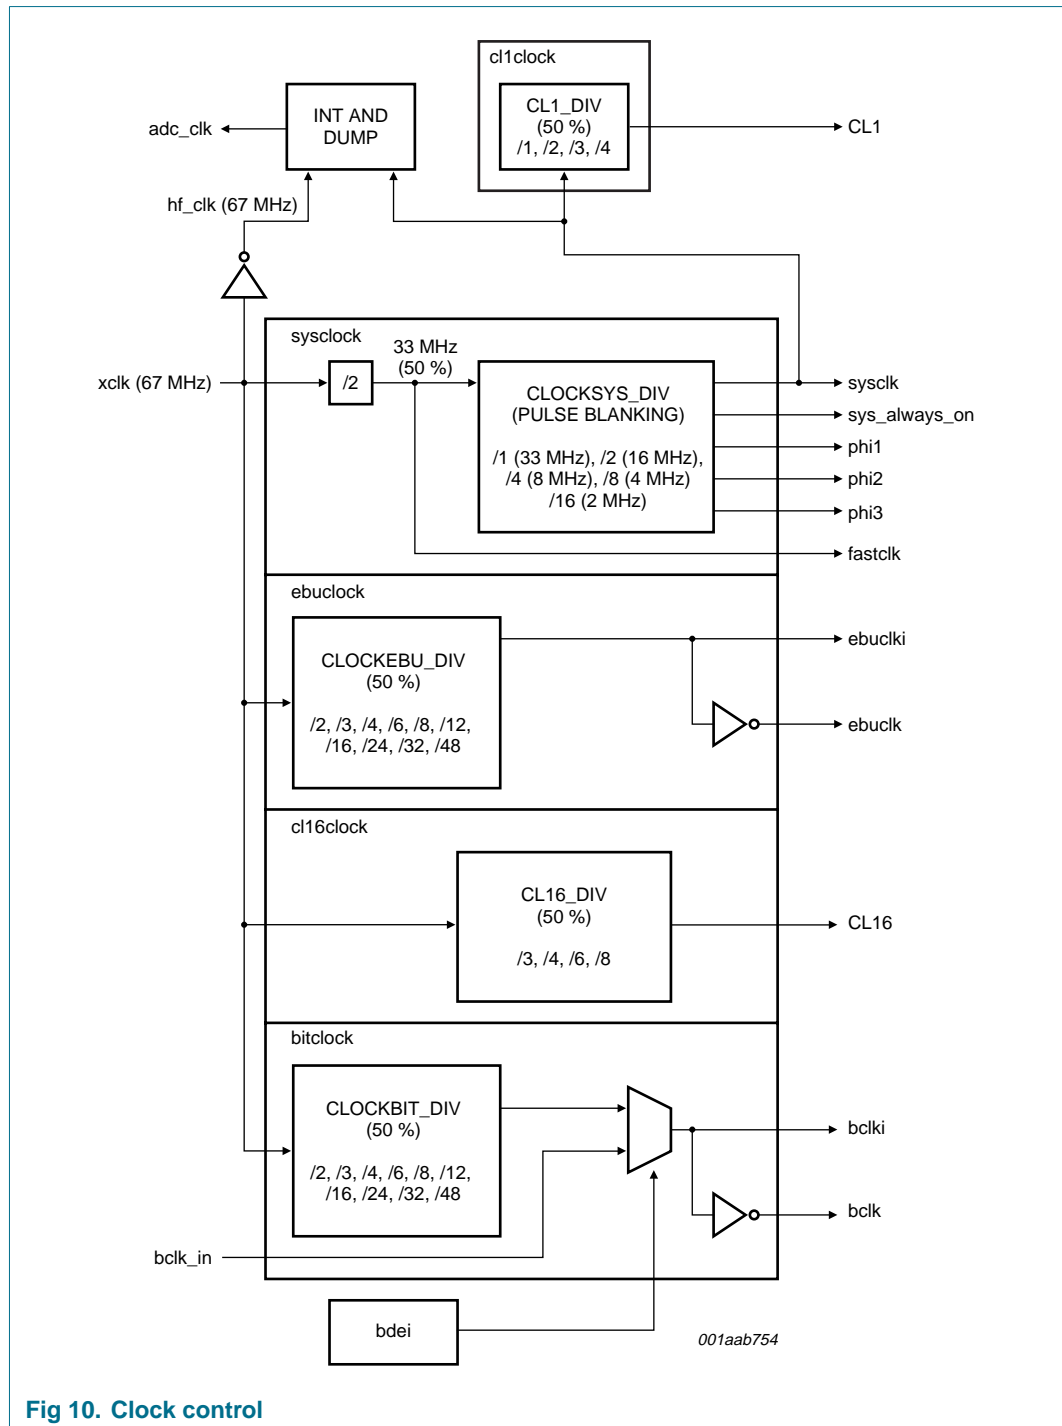 cl1clock
CL1_DIV
(50 %)
/1, /2, /3, /4
CL1
INT AND
DUMP
adc_clk
hf_clk (67 MHz)
sysclock
33 MHz
(50 %)
xclk (67 MHz)
/2
CLOCKSYS_DIV
(PULSE BLANKING)
/1 (33 MHz), /2 (16 MHz),
/4 (8 MHz), /8 (4 MHz)
/16 (2 MHz)
sysclk
sys_always_on
phi1
phi2
phi3
fastclk
ebuclock
CLOCKEBU_DIV
(50 %)
/2, /3, /4, /6, /8, /12,
/16, /24, /32, /48
ebuclki
ebuclk
cl16clock
CL16_DIV
(50 %)
/3, /4, /6, /8
CL16
bitclock
CLOCKBIT_DIV
(50 %)
/2, /3, /4, /6, /8, /12,
/16, /24, /32, /48
bclki
bclk
bclk_in
bdei
001aab754
Fig 10. Clock control